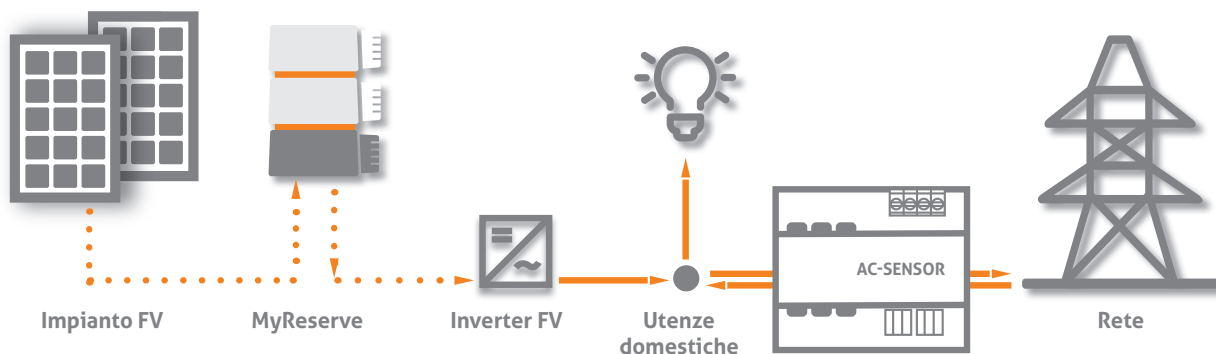 AC-SENSOR
Impianto FV
MyReserve
Inverter FV
Utenze
domestiche
Rete